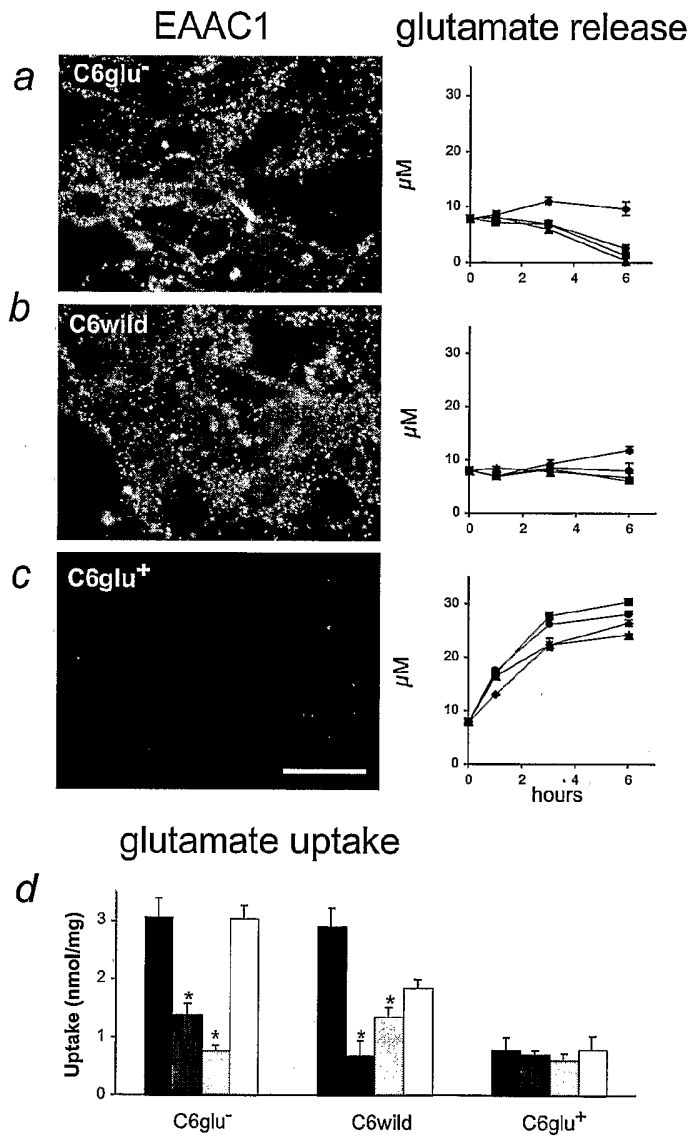 EAAC1 glutamate release
a C6glu⁻
30
20
µM
10
0
0 2 4 6
b C6wild
30
20
µM
10
0
0 2 4 6
c C6glu⁺
30
20
µM
10
0
0 2 4 6
hours
glutamate uptake
d
Uptake (nmol/mg)
3
2
1
0
* * * *
C6glu⁻ C6wild C6glu⁺